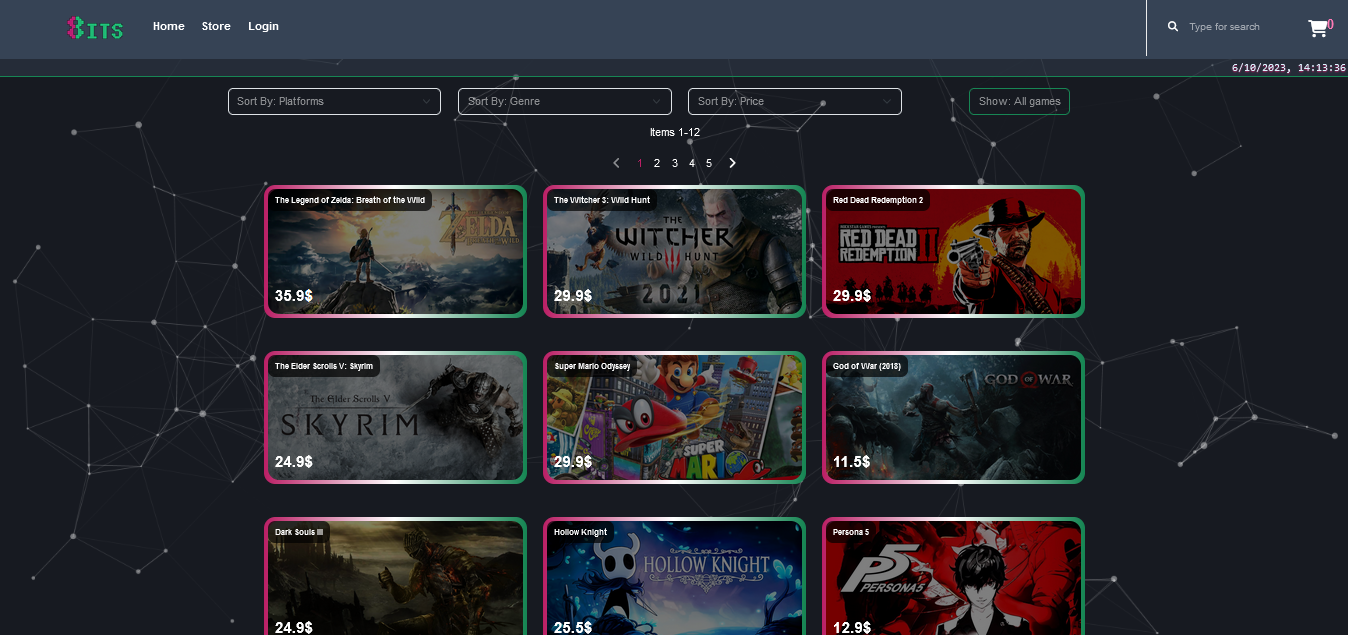 8ITS
Home Store Login
Type for search
0
6/10/2023, 14:13:36
Sort By: Platforms
Sort By: Genre
Sort By: Price
Show: All games
Items 1-12
1 2 3 4 5
The Legend of Zelda: Breath of the Wild
ZELDA
BREATH OF THE WILD
35.9$
The Witcher 3: Wild Hunt
THE
WITCHER
WILD HUNT
2021
29.9$
Red Dead Redemption 2
RED DEAD
REDEMPTION II
29.9$
The Elder Scrolls V: Skyrim
The Elder Scrolls V
SKYRIM
24.9$
Super Mario Odyssey
SUPER
MARIO
29.9$
God of War (2018)
GOD OF WAR
11.5$
Dark Souls III
24.9$
Hollow Knight
HOLLOW KNIGHT
25.5$
Persona 5
P5
PERSONA5
12.9$